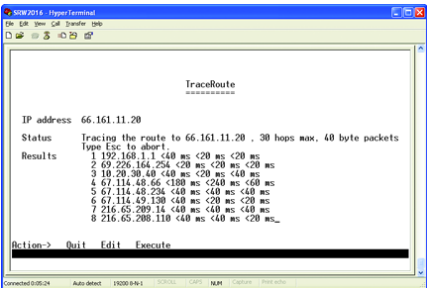 SRW2016 - HyperTerminal
File Edit View Call Transfer Help
TraceRoute
==========
IP address 66.161.11.20
Status Tracing the route to 66.161.11.20 , 30 hops max, 40 byte packets
Type Esc to abort.
Results 1 192.168.1.1 <40 ms <20 ms <20 ms
2 69.226.164.254 <20 ms <20 ms <20 ms
3 10.20.30.40 <40 ms <20 ms <40 ms
4 67.114.48.66 <180 ms <240 ms <60 ms
5 67.114.48.234 <40 ms <40 ms <40 ms
6 67.114.49.130 <40 ms <20 ms <20 ms
7 216.65.209.14 <40 ms <40 ms <40 ms
8 216.65.208.110 <40 ms <40 ms <20 ms_
Action-> Quit Edit Execute
Connected 0:05:24 Auto detect 19200 8-N-1 SCROLL CAPS NUM Capture Print echo